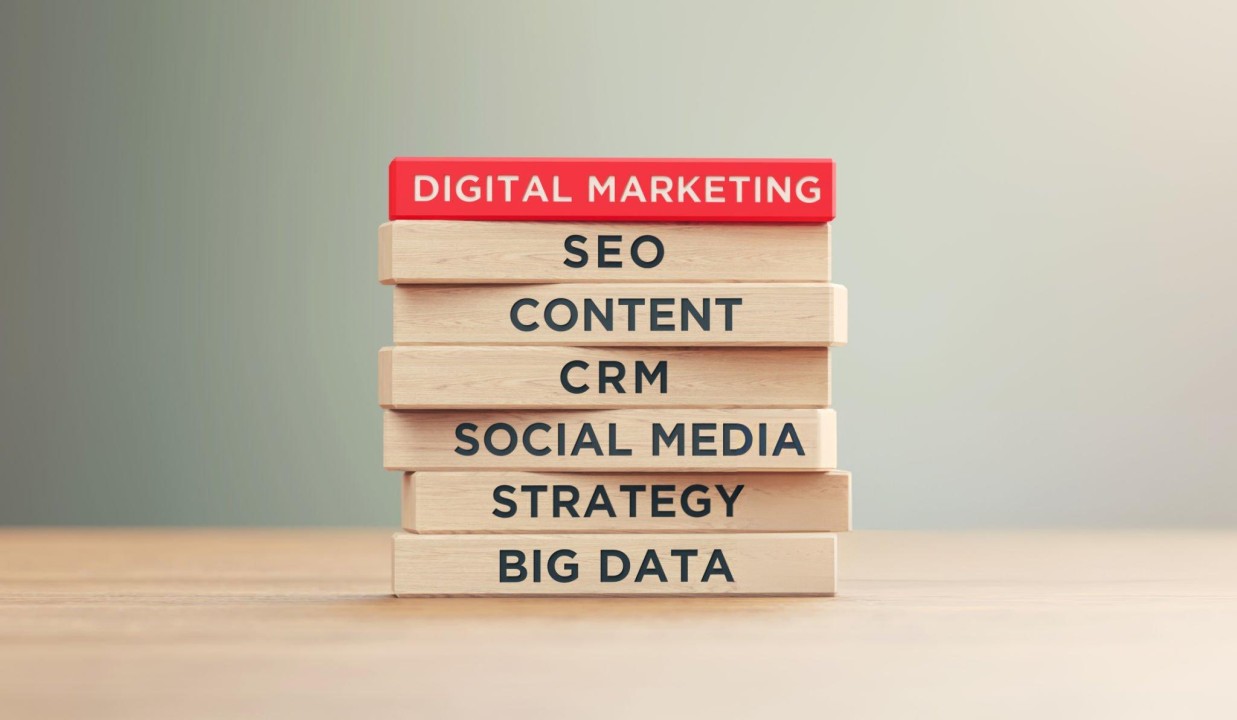 DIGITAL MARKETING
SEO
CONTENT
CRM
SOCIAL MEDIA
STRATEGY
BIG DATA